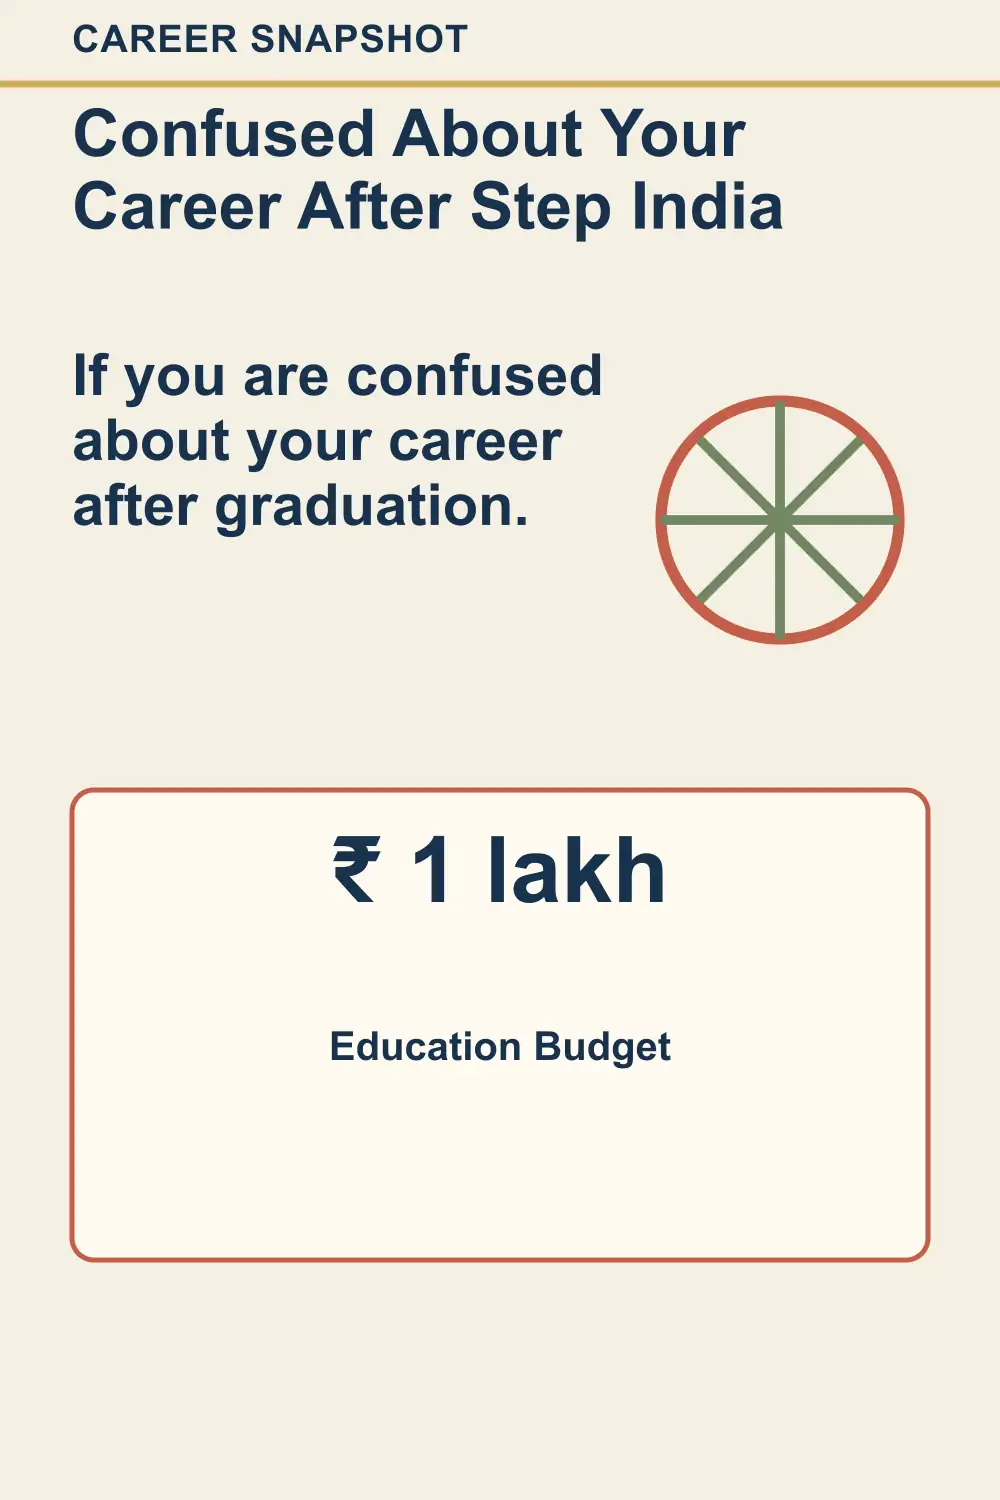 CAREER SNAPSHOT
Confused About Your
Career After Step India
If you are confused
about your career
after graduation.
₹ 1 lakh
Education Budget